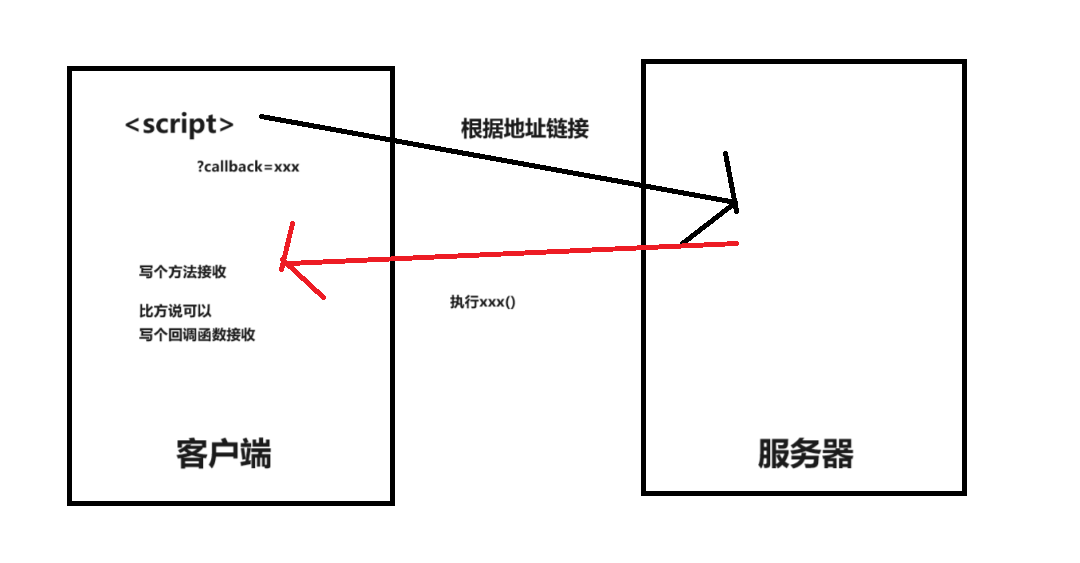 <script>
?callback=xxx
根据地址链接
写个方法接收
比方说可以
写个回调函数接收
执行xxx()
客户端
服务器